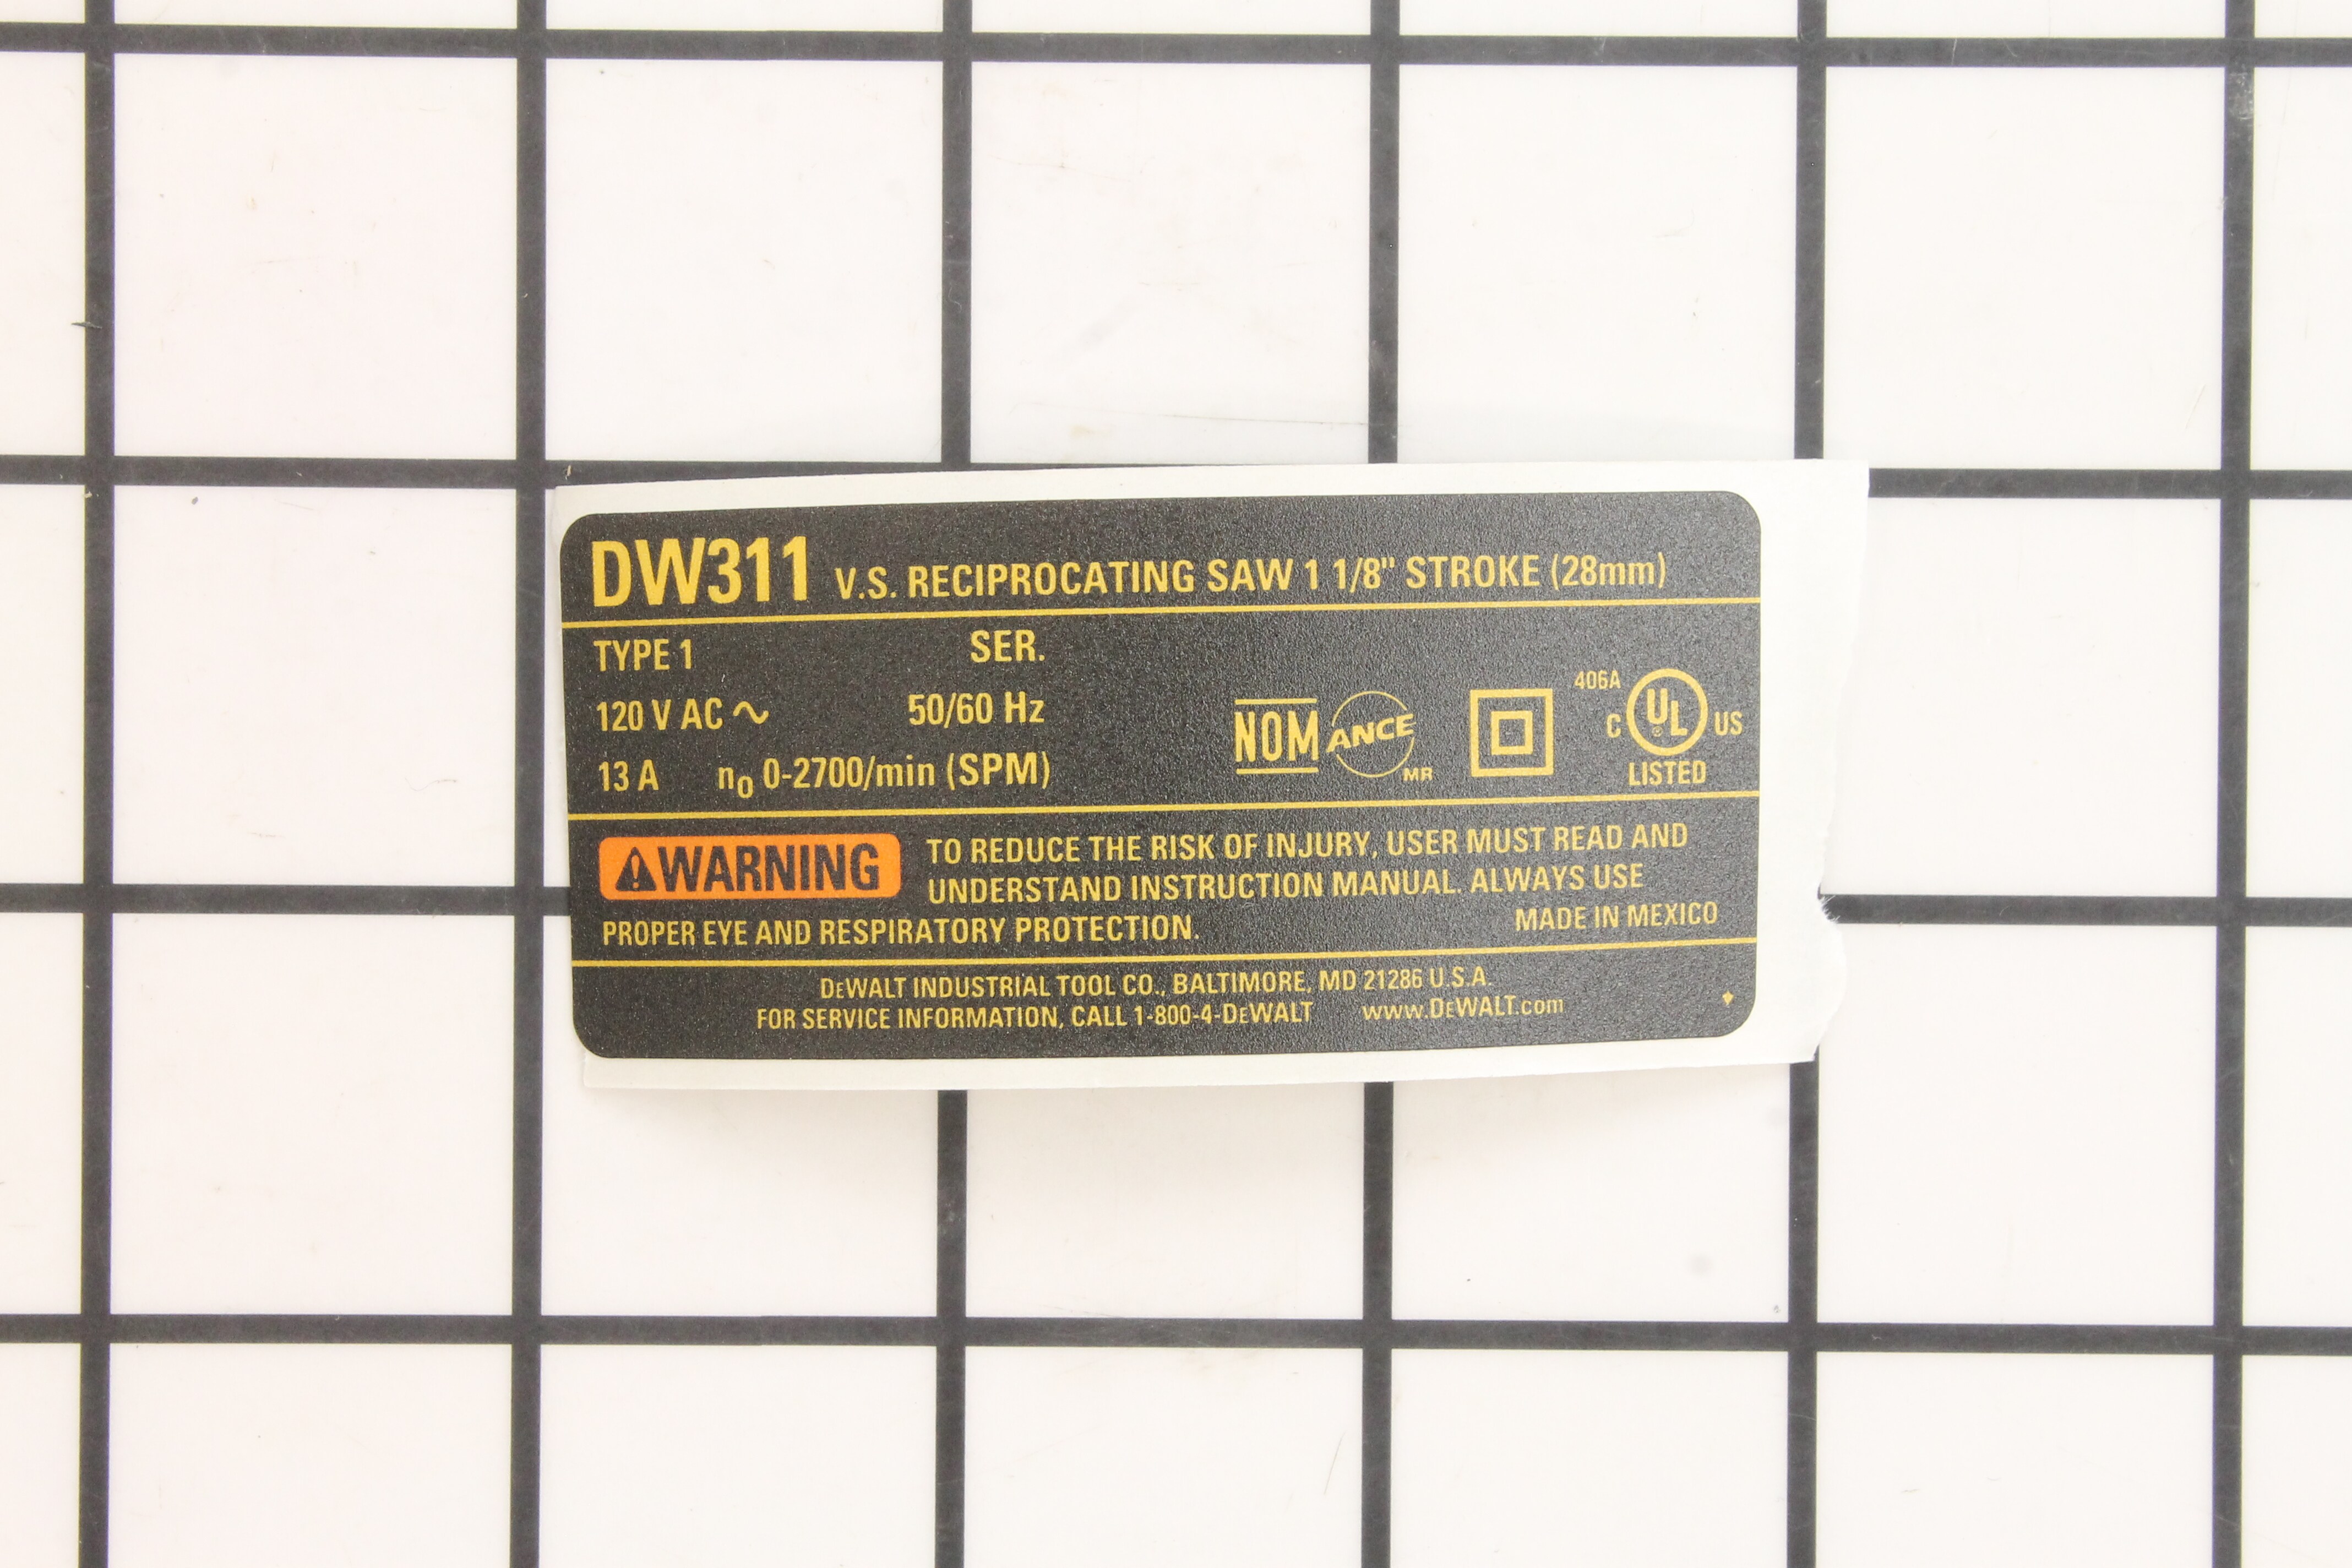 DW311 V.S. RECIPROCATING SAW 1 1/8" STROKE (28mm)
TYPE 1 SER.
120 V AC ~ 50/60 Hz
13 A n0 0-2700/min (SPM)
NOM ANCE MR
406A
C UL US
®
LISTED
⚠WARNING TO REDUCE THE RISK OF INJURY, USER MUST READ AND
UNDERSTAND INSTRUCTION MANUAL. ALWAYS USE
PROPER EYE AND RESPIRATORY PROTECTION. MADE IN MEXICO
DEWALT INDUSTRIAL TOOL CO., BALTIMORE, MD 21286 U.S.A.
FOR SERVICE INFORMATION, CALL 1-800-4-DEWALT www.DEWALT.com